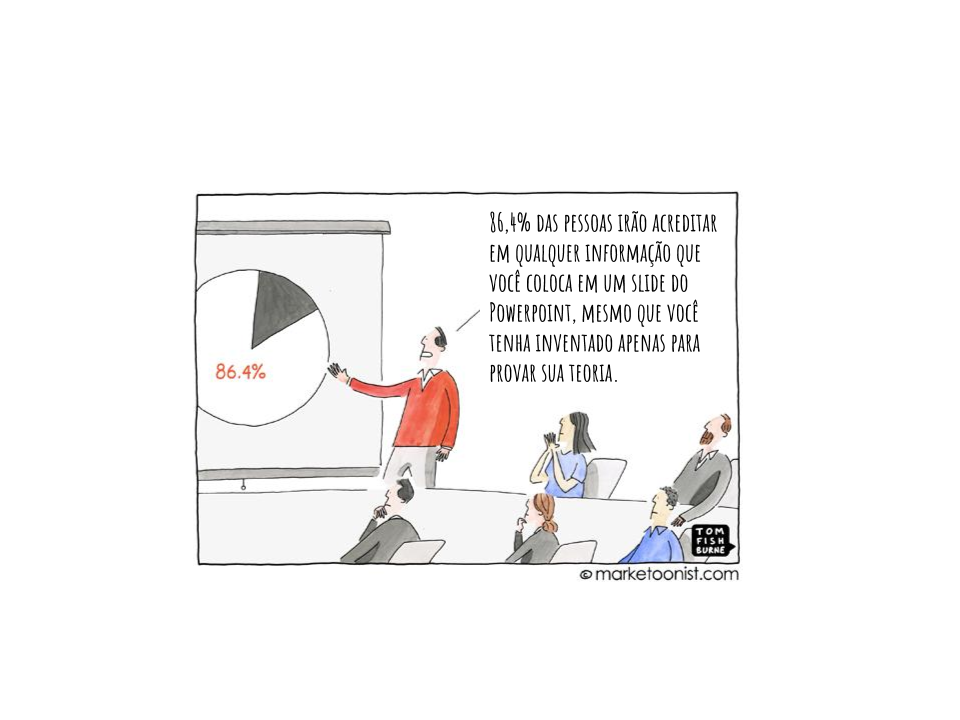 86,4% das pessoas irão acreditar
em qualquer informação que
você coloca em um slide do
Powerpoint, mesmo que você
tenha inventado apenas para
provar sua teoria.
86.4%
TOM
FISH
BURNE
© marketoonist.com